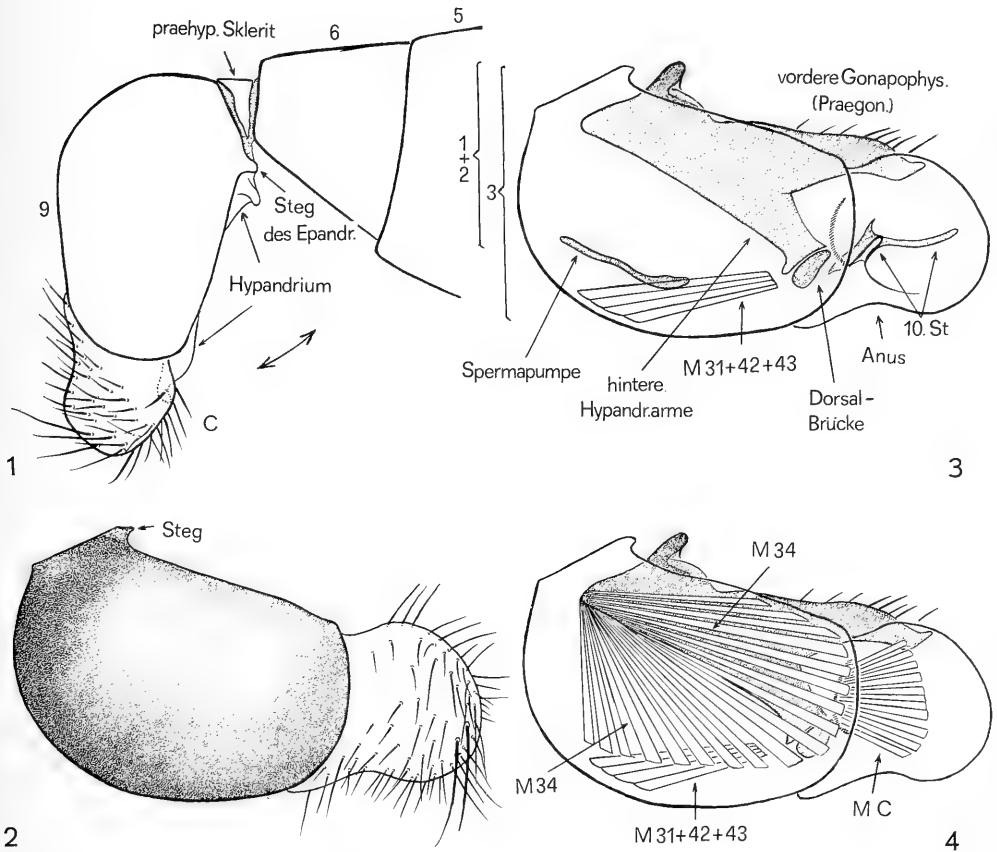 praehyp. Sklerit
6
5
9
1
+
2
3
Steg
des Epandr.
Hypandrium
C
1
vordere Gonapophys.
(Praegon.)
Spermapumpe
hintere.
Hypandr.arme
M 31+42+43
Dorsal-
Brücke
Anus
10. St
3
Steg
2
M 34
M34
M 31+42+43
M C
4